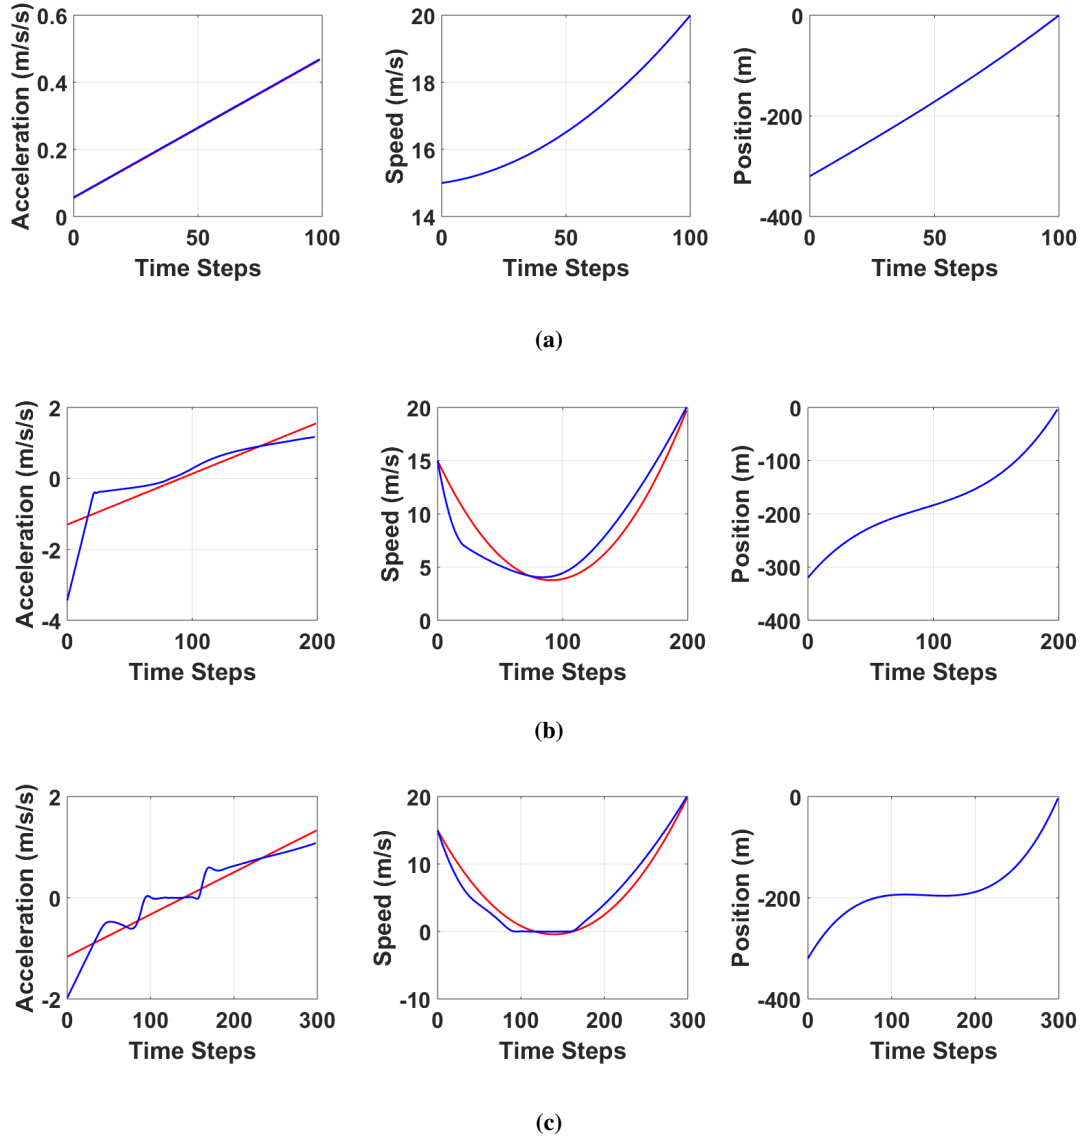 Acceleration (m/s/s)
0.6
0.4
0.2
0
0 50 100
Time Steps
Speed (m/s)
20
18
16
14
0 50 100
Time Steps
Position (m)
0
-200
-400
0 50 100
Time Steps
(a)
Acceleration (m/s/s)
2
0
-2
-4
0 100 200
Time Steps
Speed (m/s)
20
15
10
5
0
0 100 200
Time Steps
Position (m)
0
-100
-200
-300
-400
0 100 200
Time Steps
(b)
Acceleration (m/s/s)
2
0
-2
0 100 200 300
Time Steps
Speed (m/s)
20
10
0
-10
0 100 200 300
Time Steps
Position (m)
0
-200
-400
0 100 200 300
Time Steps
(c)